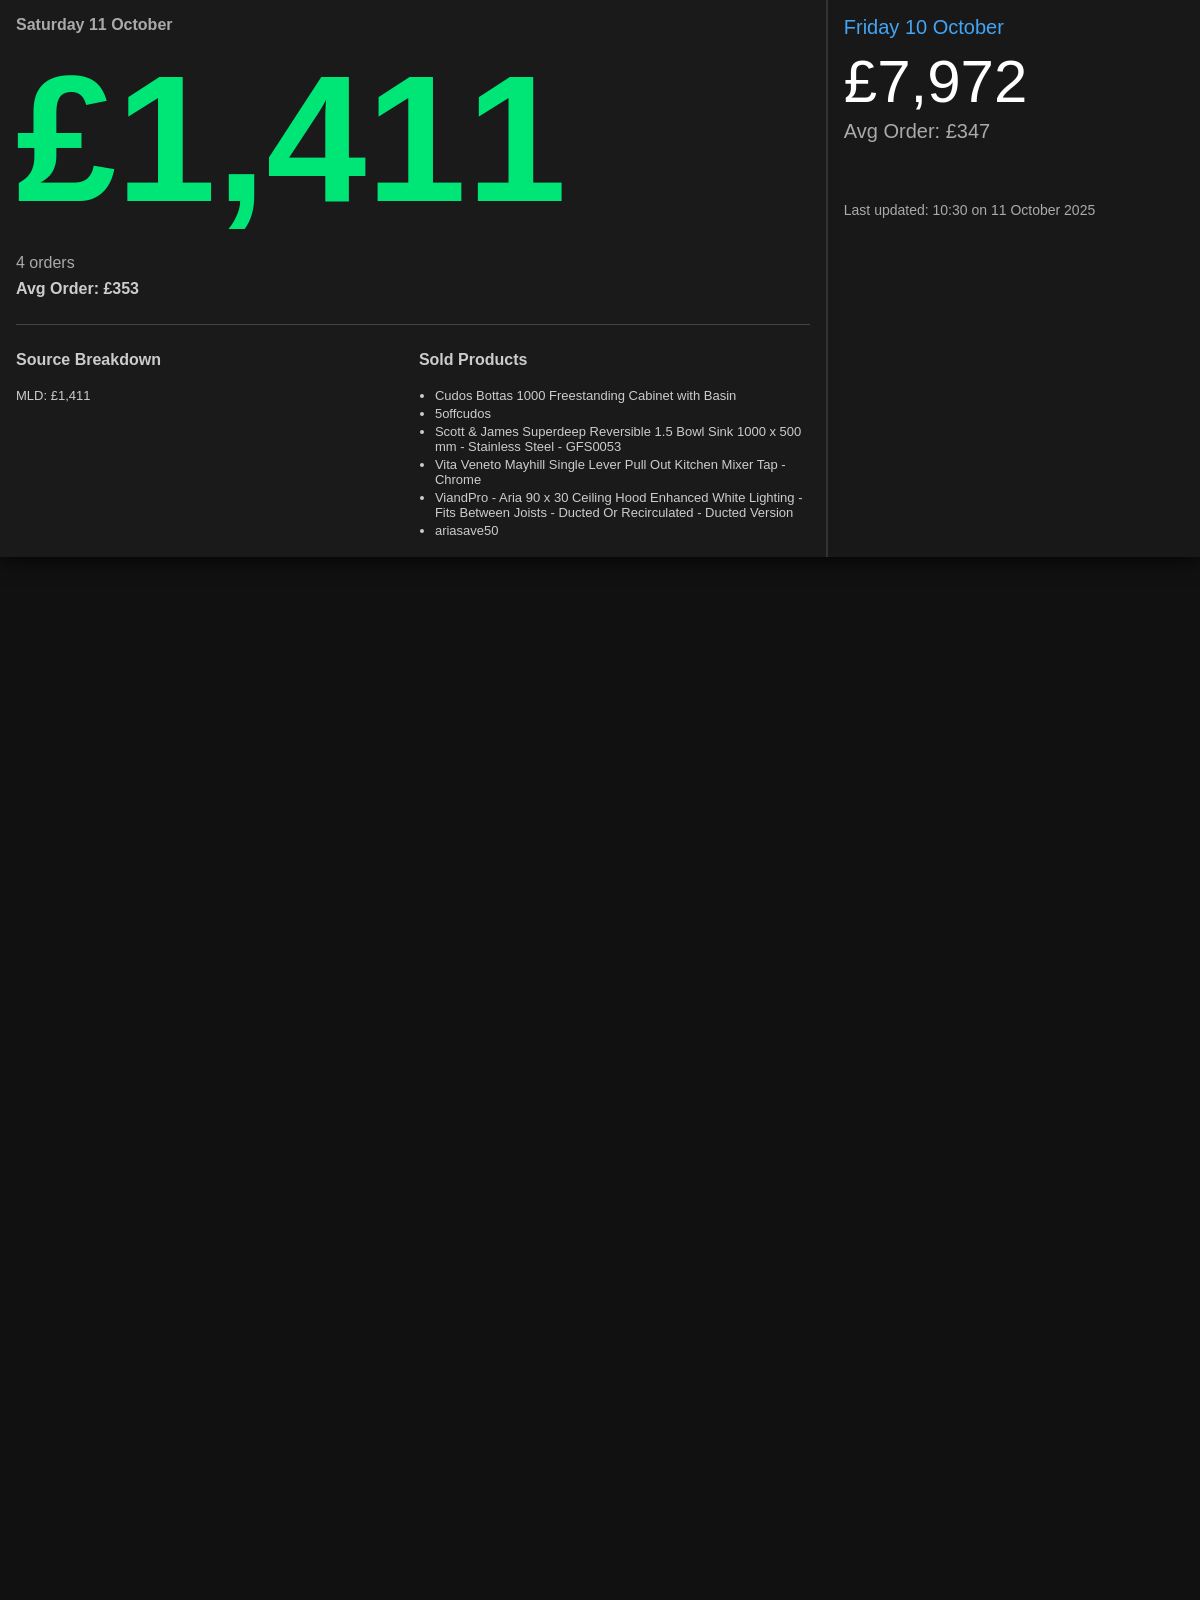 Saturday 11 October
£1,411
4 orders
Avg Order: £353
Source Breakdown
MLD: £1,411
Sold Products
Cudos Bottas 1000 Freestanding Cabinet with Basin
5offcudos
Scott & James Superdeep Reversible 1.5 Bowl Sink 1000 x 500
mm - Stainless Steel - GFS0053
Vita Veneto Mayhill Single Lever Pull Out Kitchen Mixer Tap -
Chrome
ViandPro - Aria 90 x 30 Ceiling Hood Enhanced White Lighting -
Fits Between Joists - Ducted Or Recirculated - Ducted Version
ariasave50
Friday 10 October
£7,972
Avg Order: £347
Last updated: 10:30 on 11 October 2025